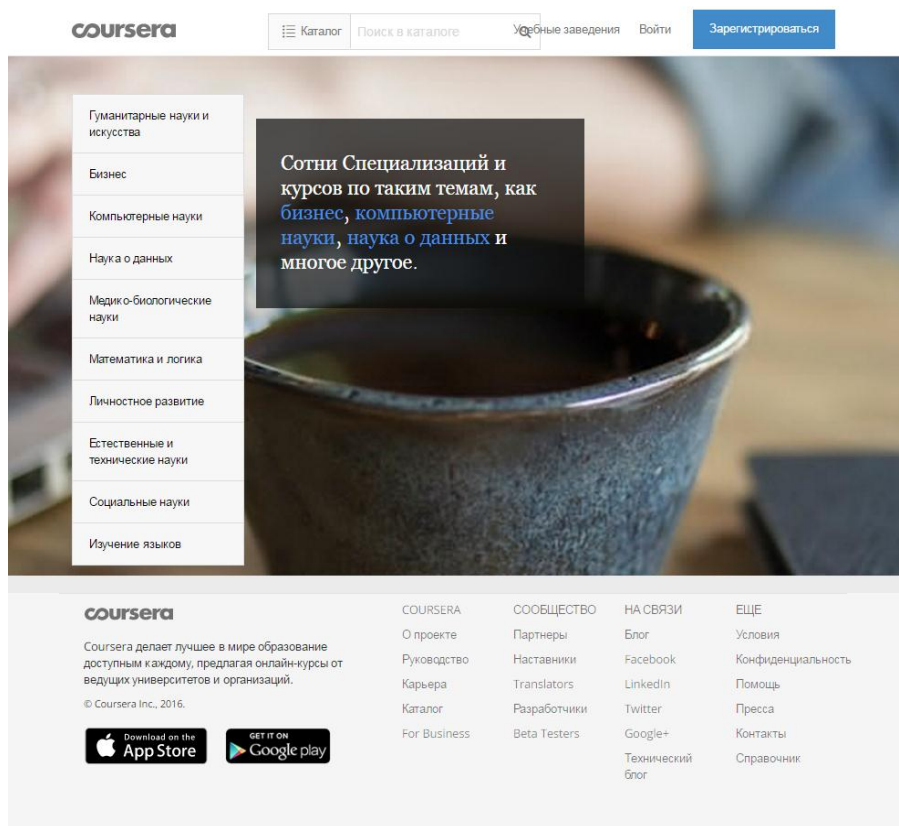 coursera
Каталог
Поиск в каталоге
Учебные заведения
Войти
Зарегистрироваться
Гуманитарные науки и
искусства
Бизнес
Компьютерные науки
Наука о данных
Медико-биологические
науки
Математика и логика
Личностное развитие
Естественные и
технические науки
Социальные науки
Изучение языков
Сотни Специализаций и
курсов по таким темам, как
бизнес, компьютерные
науки, наука о данных и
многое другое.
coursera
Coursera делает лучшее в мире образование
доступным каждому, предлагая онлайн-курсы от
ведущих университетов и организаций.
© Coursera Inc., 2016.
Download on the
App Store
GET IT ON
Google play
COURSERA
О проекте
Руководство
Карьера
Каталог
For Business
СООБЩЕСТВО
Партнеры
Наставники
Translators
Разработчики
Beta Testers
НА СВЯЗИ
Блог
Facebook
LinkedIn
Twitter
Google+
Технический
блог
ЕЩЕ
Условия
Конфиденциальность
Помощь
Пресса
Контакты
Справочник